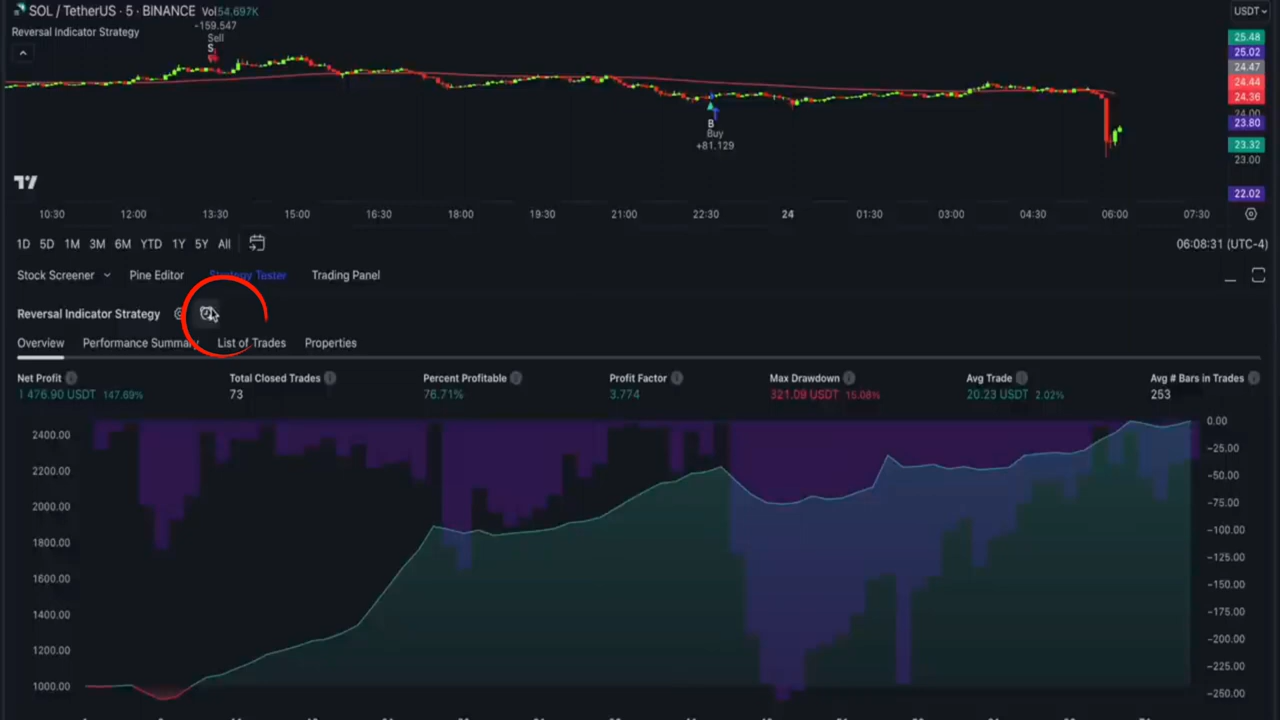 SOL / TetherUS · 5 · BINANCE Vol54.697K
USDT
-159.547
Reversal Indicator Strategy
Sell
S
25.48
25.02
24.47
24.44
24.36
24.00
23.80
23.32
23.00
22.02
B
Buy
+81.129
10:30 12:00 13:30 15:00 16:30 18:00 19:30 21:00 22:30 24 01:30 03:00 04:30 06:00 07:30
1D 5D 1M 3M 6M YTD 1Y 5Y All
06:08:31 (UTC-4)
Stock Screener Pine Editor Strategy Tester Trading Panel
Reversal Indicator Strategy
Overview Performance Summary List of Trades Properties
Net Profit Total Closed Trades Percent Profitable Profit Factor Max Drawdown Avg Trade Avg # Bars in Trades
1 476.90 USDT 147.69% 73 76.71% 3.774 321.09 USDT 15.08% 20.23 USDT 2.02% 253
2400.00
2200.00
2000.00
1800.00
1600.00
1400.00
1200.00
1000.00
0.00
-25.00
-50.00
-75.00
-100.00
-125.00
-150.00
-175.00
-200.00
-225.00
-250.00